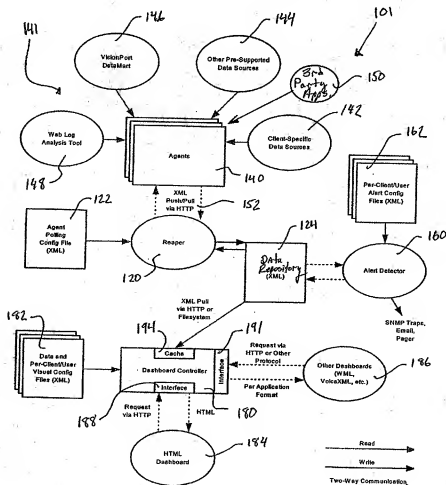 146
144
101
141
VisionPort
DataMart
Other Pre-Supported
Data Sources
3rd
Party
Apps
150
Web Log
Analysis Tool
Agents
Client-Specific
Data Sources
142
148
140
162
122
XML
Push/Pull
via HTTP
152
Per-Client/User
Alert Config
Files (XML)
Agent
Polling
Config File
(XML)
Reaper
124
DATA
Repository
(XML)
160
Alert Detector
120
XML Pull
via HTTP or
Filesystem
SNMP Traps,
Email,
Pager
182
194
191
Data and
Per-Client/User
Visual Config
Files (XML)
Cache
Dashboard Controller
Interface
Interface
Request via
HTTP or Other
Protocol
Other Dashboards
(WML,
VoiceXML, etc.)
186
188
180
Per Application
Format
Request
via HTTP
HTML
HTML
Dashboard
184
Read
Write
Two-Way Communication